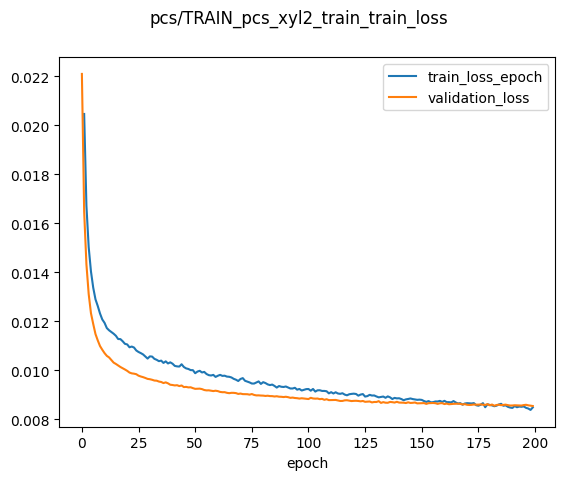 pcs/TRAIN_pcs_xyl2_train_train_loss
train_loss_epoch
validation_loss
0.022
0.020
0.018
0.016
0.014
0.012
0.010
0.008
0 25 50 75 100 125 150 175 200
epoch